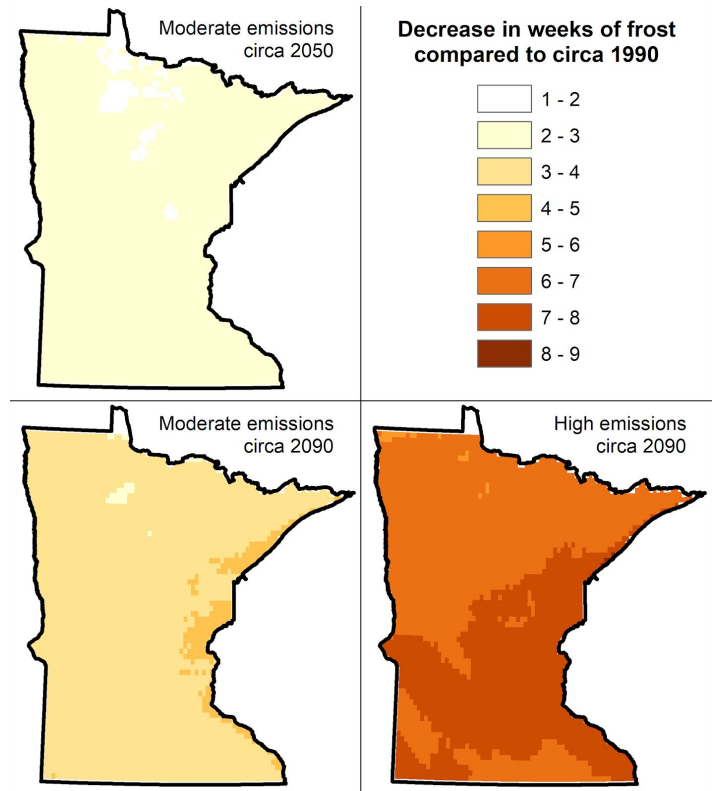 Moderate emissions
circa 2050
Decrease in weeks of frost
compared to circa 1990
1 - 2
2 - 3
3 - 4
4 - 5
5 - 6
6 - 7
7 - 8
8 - 9
Moderate emissions
circa 2090
High emissions
circa 2090